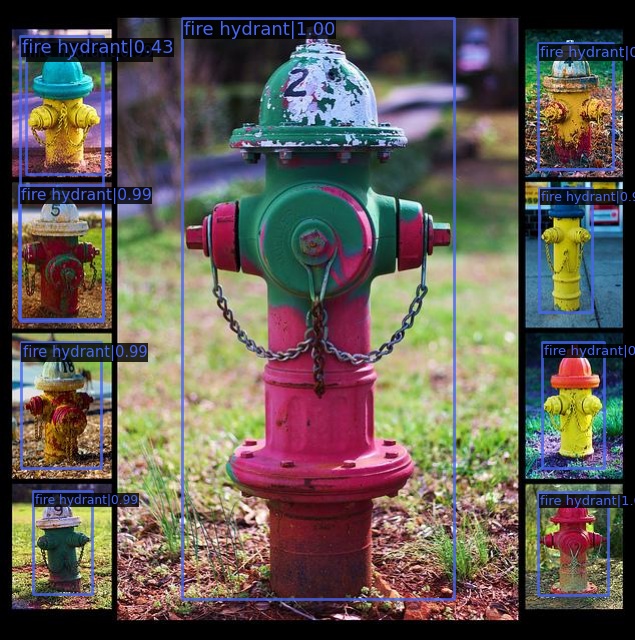 fire hydrant|0.43
fire hydrant|1.00
2
fire hydrant|0
fire hydrant|0.99
5
fire hydrant|0.9
fire hydrant|0.99
fire hydrant|0
fire hydrant|0.99
9
fire hydrant|1.